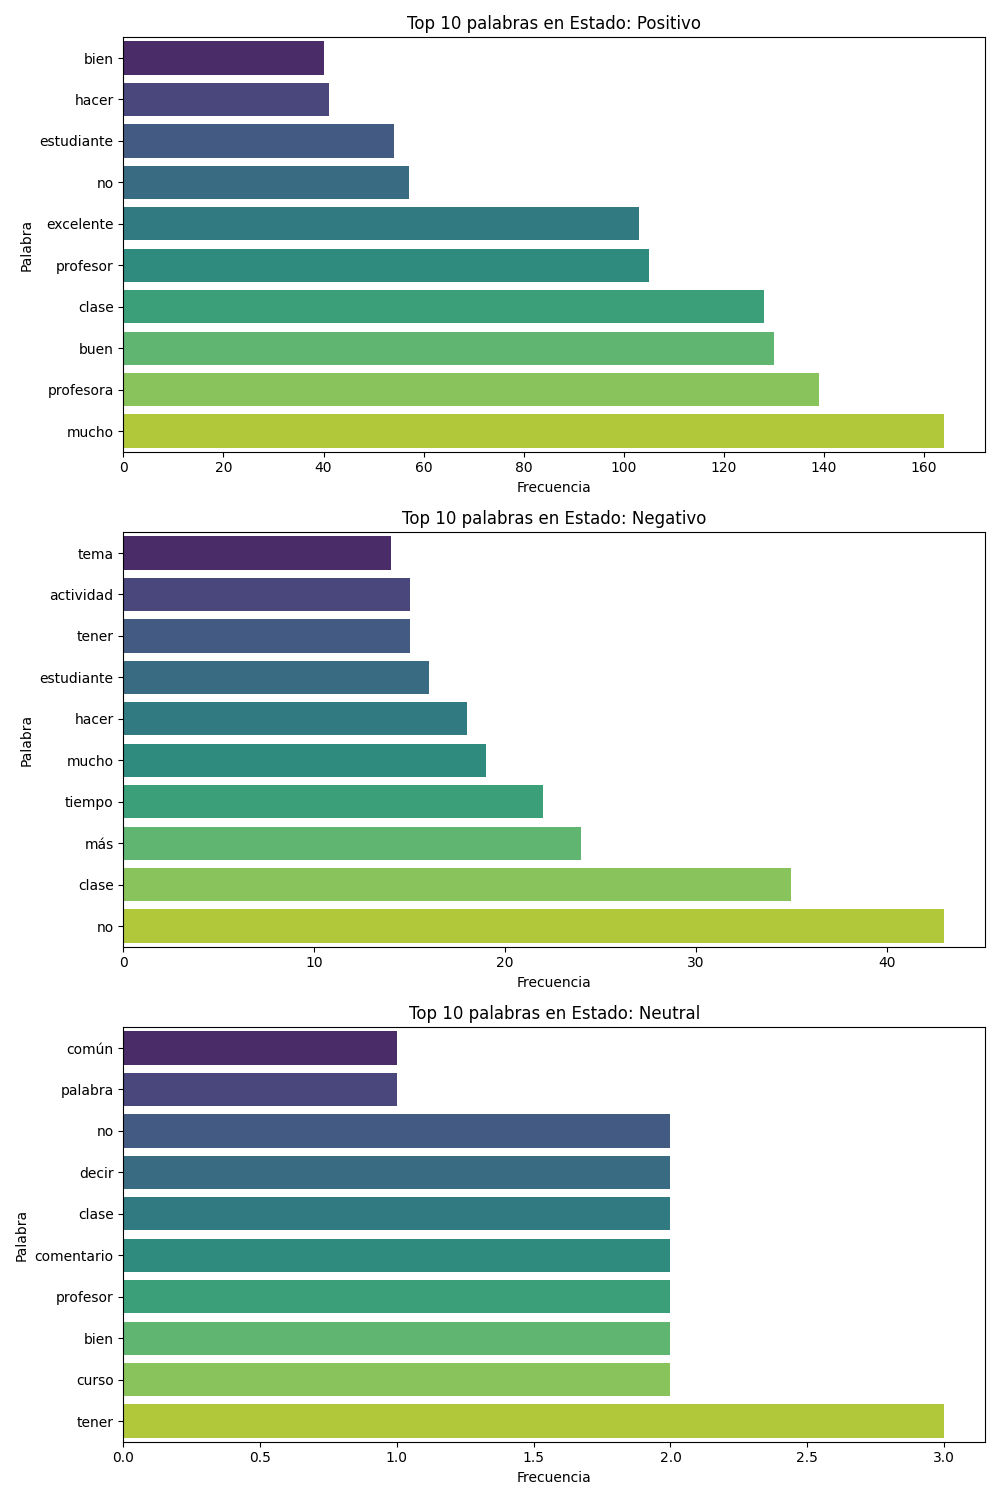 Top 10 palabras en Estado: Positivo
Palabra
bien
hacer
estudiante
no
excelente
profesor
clase
buen
profesora
mucho
0 20 40 60 80 100 120 140 160
Frecuencia
Top 10 palabras en Estado: Negativo
Palabra
tema
actividad
tener
estudiante
hacer
mucho
tiempo
más
clase
no
0 10 20 30 40
Frecuencia
Top 10 palabras en Estado: Neutral
Palabra
común
palabra
no
decir
clase
comentario
profesor
bien
curso
tener
0.0 0.5 1.0 1.5 2.0 2.5 3.0
Frecuencia